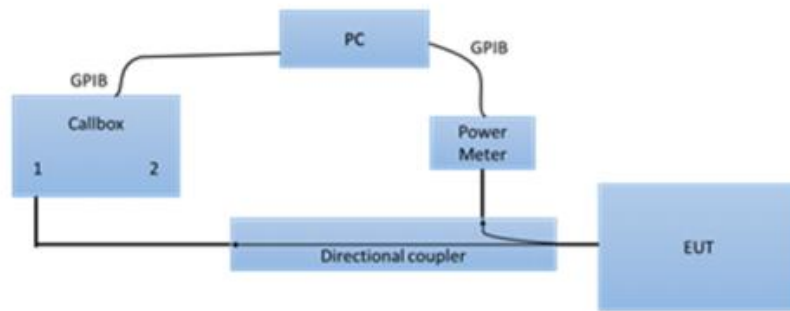 PC
GPIB
GPIB
Callbox
1 2
Power
Meter
Directional coupler
EUT